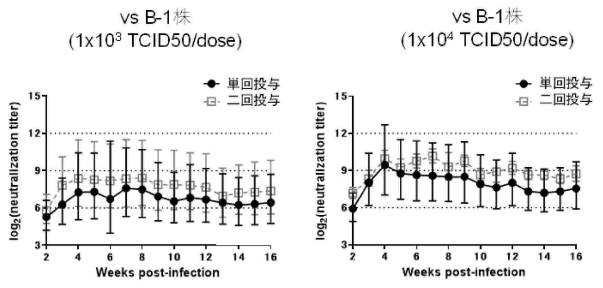 vs B-1株
(1x10³ TCID50/dose)
単回投与
二回投与
log₂(neutralization titer)
15
12
9
6
3
2 4 6 8 10 12 14 16
Weeks post-infection
vs B-1株
(1x10⁴ TCID50/dose)
単回投与
二回投与
log₂(neutralization titer)
15
12
9
6
3
2 4 6 8 10 12 14 16
Weeks post-infection